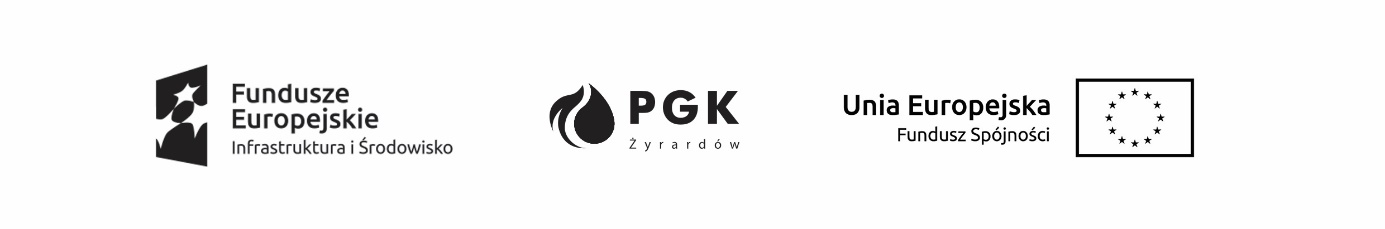 Fundusze
Europejskie
Infrastruktura i Środowisko
PGK
Żyrardów
Unia Europejska
Fundusz Spójności